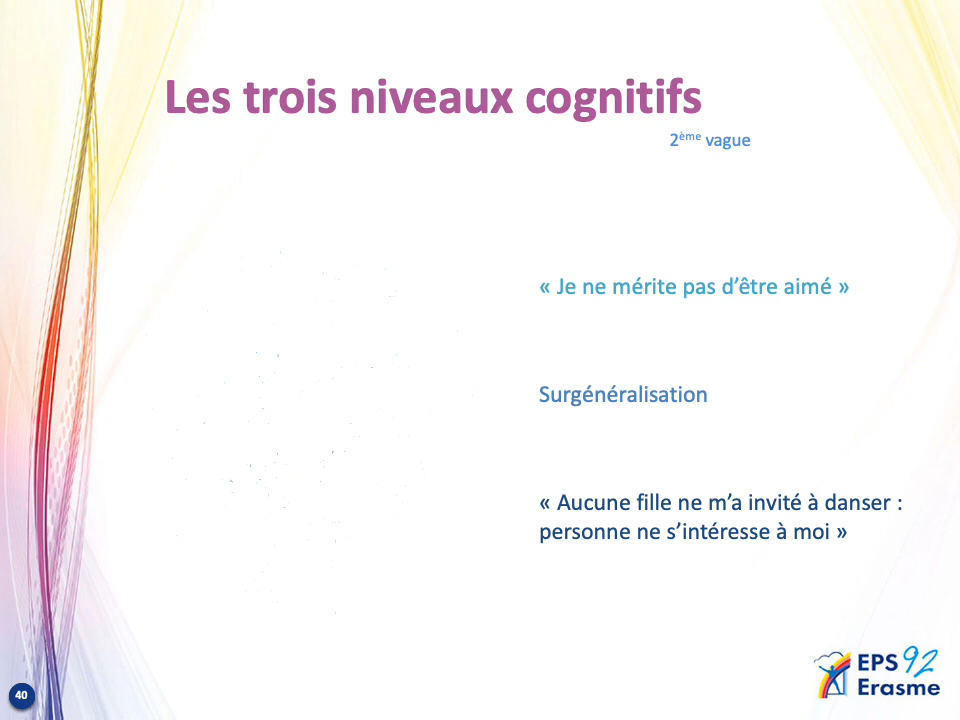 Les trois niveaux cognitifs
2ème vague
« Je ne mérite pas d’être aimé »
Surgénéralisation
« Aucune fille ne m’a invité à danser :
personne ne s’intéresse à moi »
EPS 92
Erasme
40